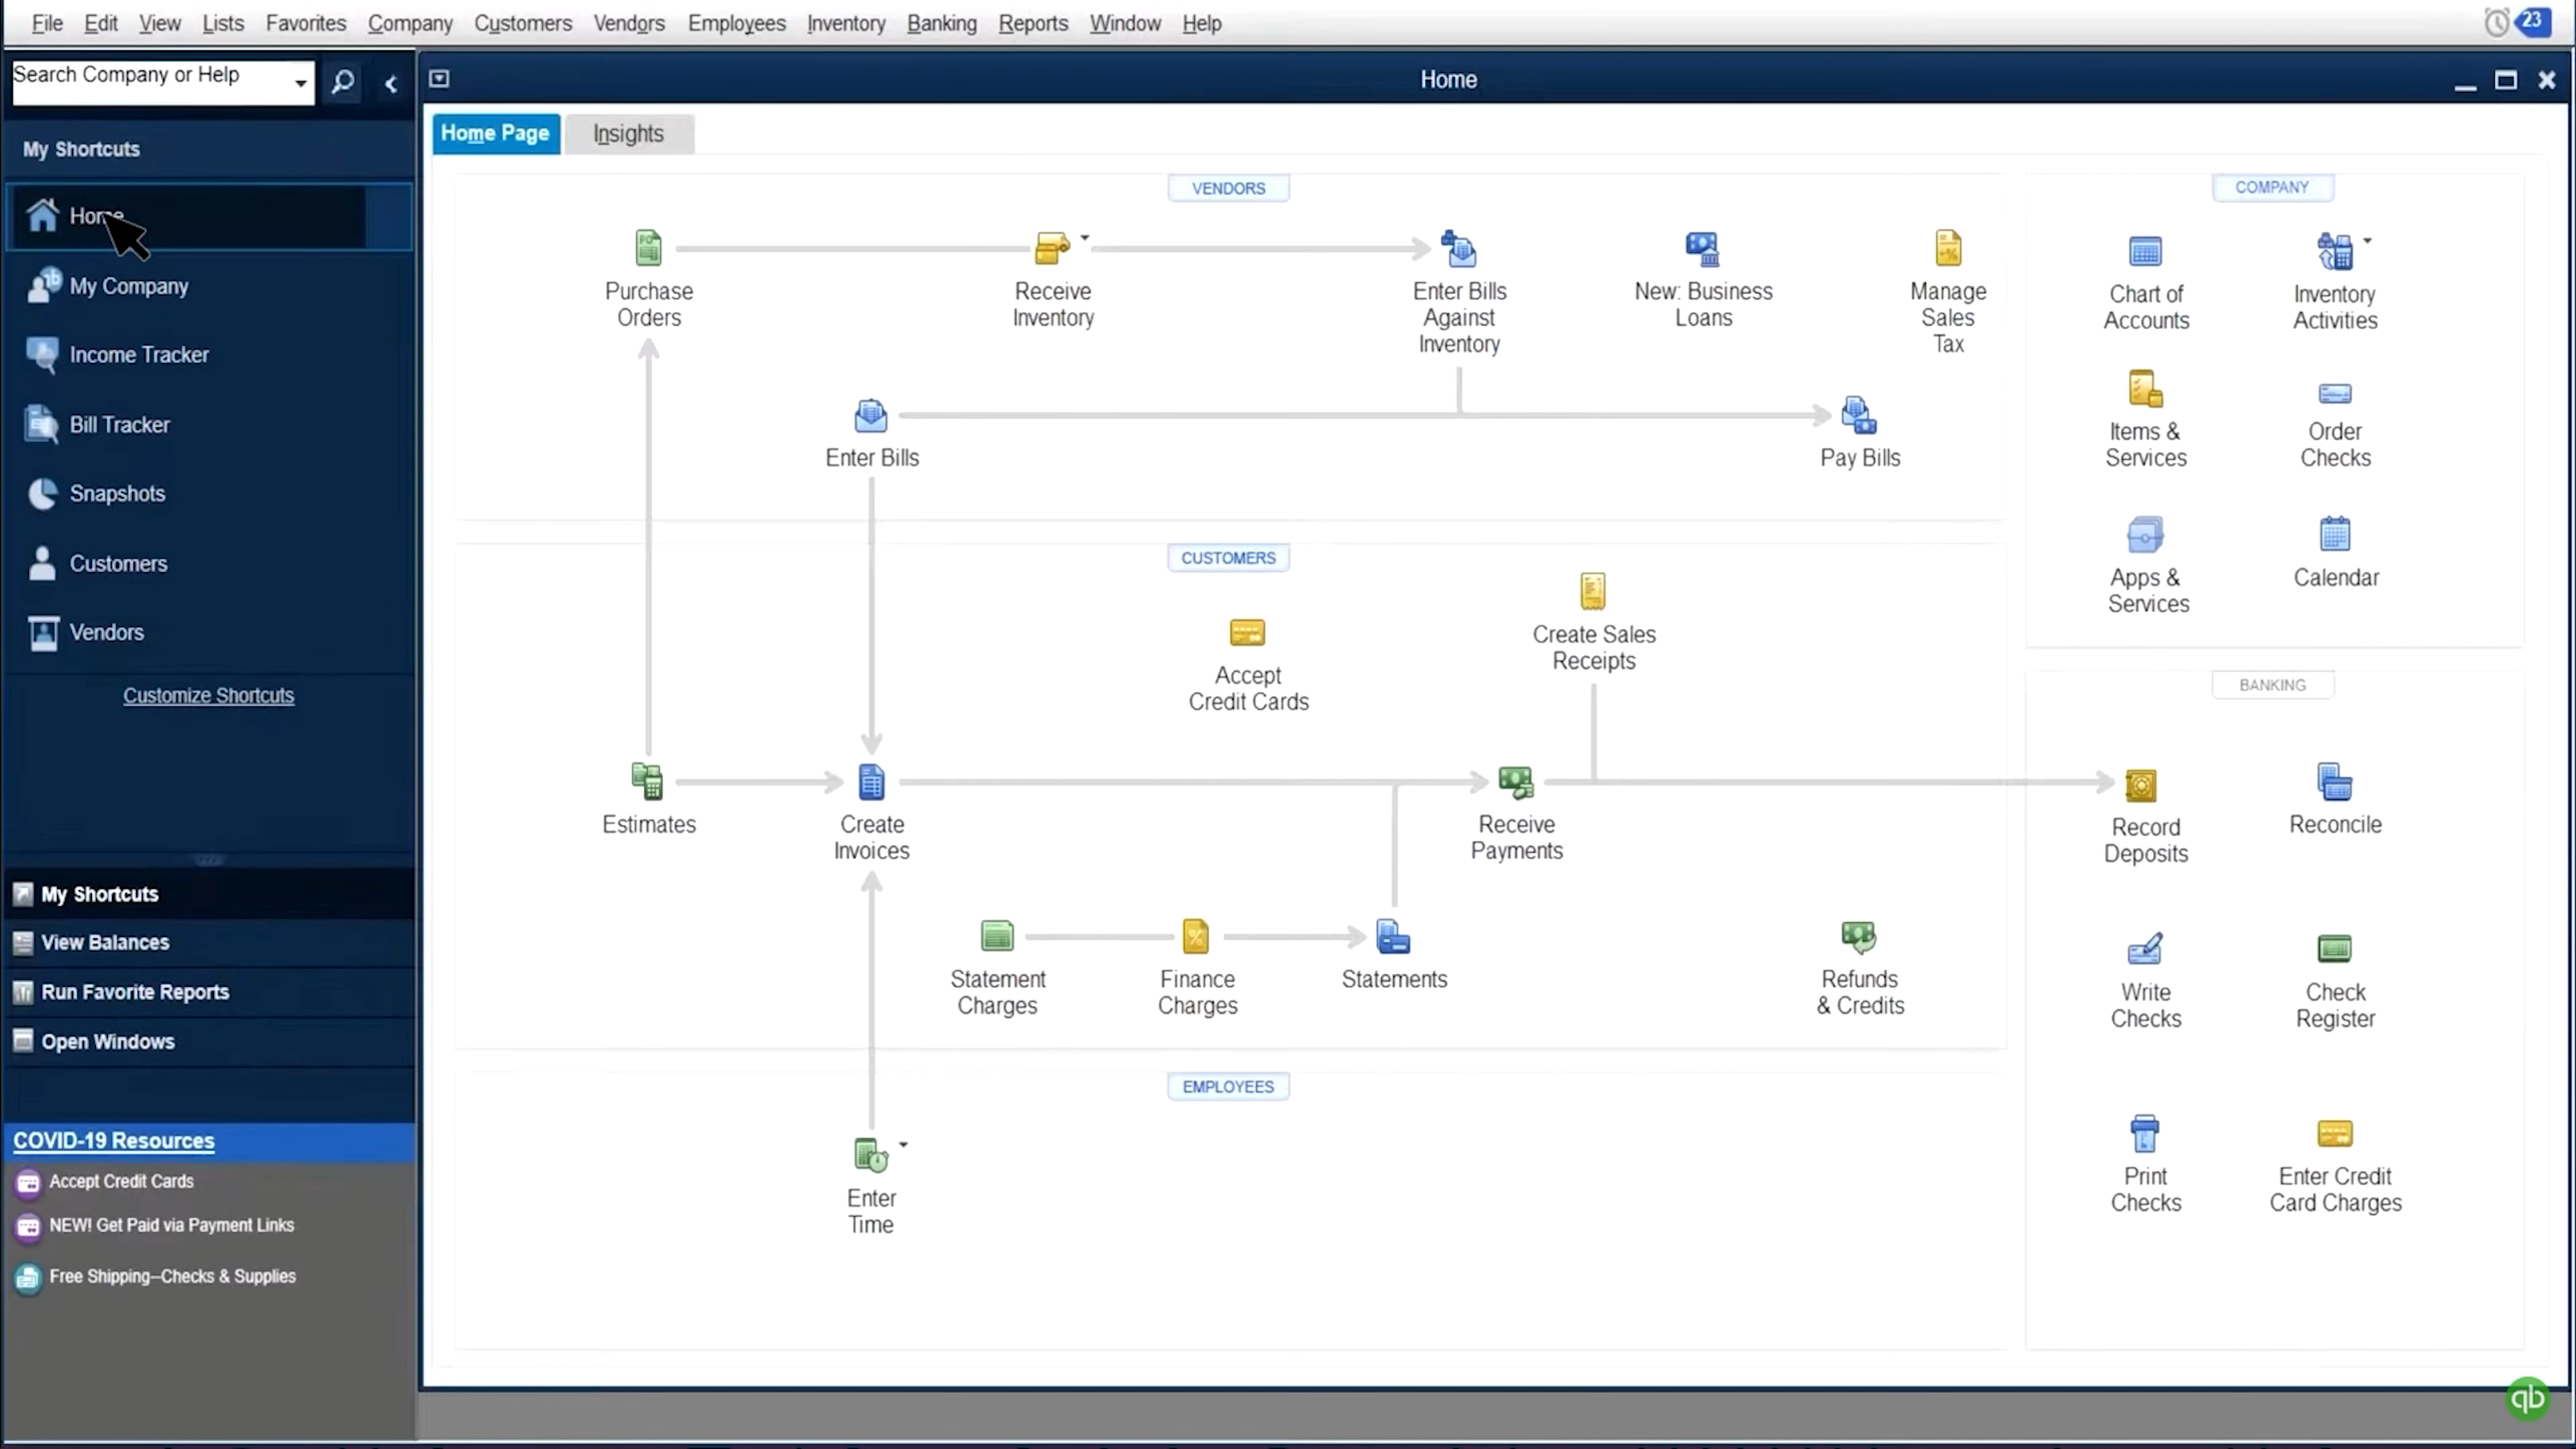 File Edit View Lists Favorites Company Customers Vendors Employees Inventory Banking Reports Window Help
23
Search Company or Help
Home
Home Page Insights
My Shortcuts
Home
My Company
Income Tracker
Bill Tracker
Snapshots
Customers
Vendors
Customize Shortcuts
My Shortcuts
View Balances
Run Favorite Reports
Open Windows
COVID-19 Resources
Accept Credit Cards
NEW! Get Paid via Payment Links
Free Shipping–Checks & Supplies
VENDORS
Purchase
Orders
Receive
Inventory
Enter Bills
Against
Inventory
New: Business
Loans
Manage
Sales
Tax
Enter Bills
Pay Bills
CUSTOMERS
Accept
Credit Cards
Create Sales
Receipts
Estimates
Create
Invoices
Receive
Payments
Statement
Charges
Finance
Charges
Statements
Refunds
& Credits
EMPLOYEES
Enter
Time
COMPANY
Chart of
Accounts
Inventory
Activities
Items &
Services
Order
Checks
Apps &
Services
Calendar
BANKING
Record
Deposits
Reconcile
Write
Checks
Check
Register
Print
Checks
Enter Credit
Card Charges
qb